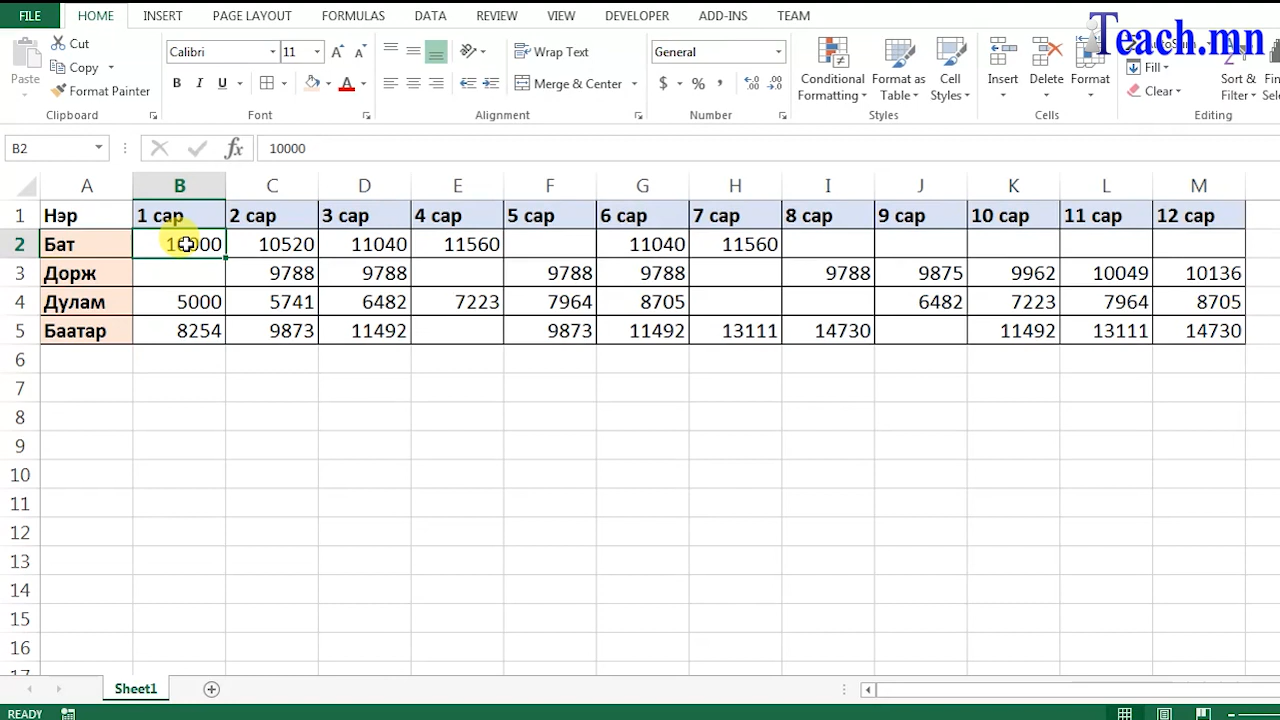 FILE HOME INSERT PAGE LAYOUT FORMULAS DATA REVIEW VIEW DEVELOPER ADD-INS TEAM
Teach.mn
Paste Cut Copy Format Painter Clipboard
Calibri 11 B I U A Font
Wrap Text Merge & Center Alignment
General $ % , Number
Conditional Formatting Format as Table Cell Styles Styles
Insert Delete Format Cells
Fill Clear Sort & Filter Editing
B2 fx 10000
A B C D E F G H I J K L M
1 Нэр 1 сар 2 сар 3 сар 4 сар 5 сар 6 сар 7 сар 8 сар 9 сар 10 сар 11 сар 12 сар
2 Бат 10000 10520 11040 11560 11040 11560
3 Дорж 9788 9788 9788 9788 9788 9875 9962 10049 10136
4 Дулам 5000 5741 6482 7223 7964 8705 6482 7223 7964 8705
5 Баатар 8254 9873 11492 9873 11492 13111 14730 11492 13111 14730
6
7
8
9
10
11
12
13
14
15
16
Sheet1
READY